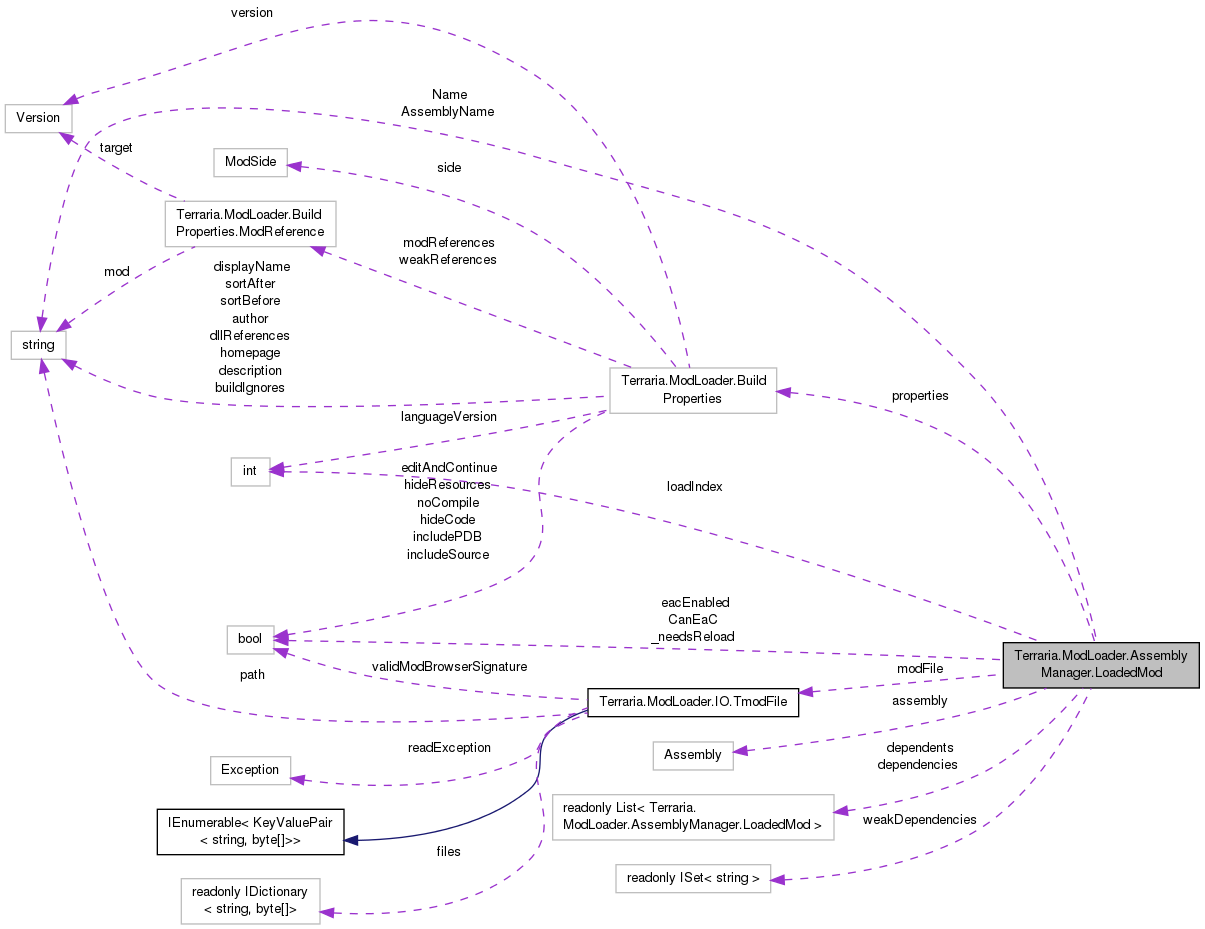 version
Version
Name
AssemblyName
target
ModSide
side
Terraria.ModLoader.Build
Properties.ModReference
modReferences
weakReferences
mod
displayName
sortAfter
sortBefore
author
dllReferences
homepage
description
buildIgnores
string
Terraria.ModLoader.Build
Properties
properties
languageVersion
int
editAndContinue
hideResources
noCompile
hideCode
includePDB
includeSource
loadIndex
eacEnabled
CanEaC
_needsReload
bool
Terraria.ModLoader.Assembly
Manager.LoadedMod
validModBrowserSignature
path
modFile
Terraria.ModLoader.IO.TmodFile
assembly
readException
Exception
Assembly
dependents
dependencies
IEnumerable< KeyValuePair
< string, byte[]>>
readonly List< Terraria.
ModLoader.AssemblyManager.LoadedMod >
weakDependencies
files
readonly ISet< string >
readonly IDictionary
< string, byte[]>